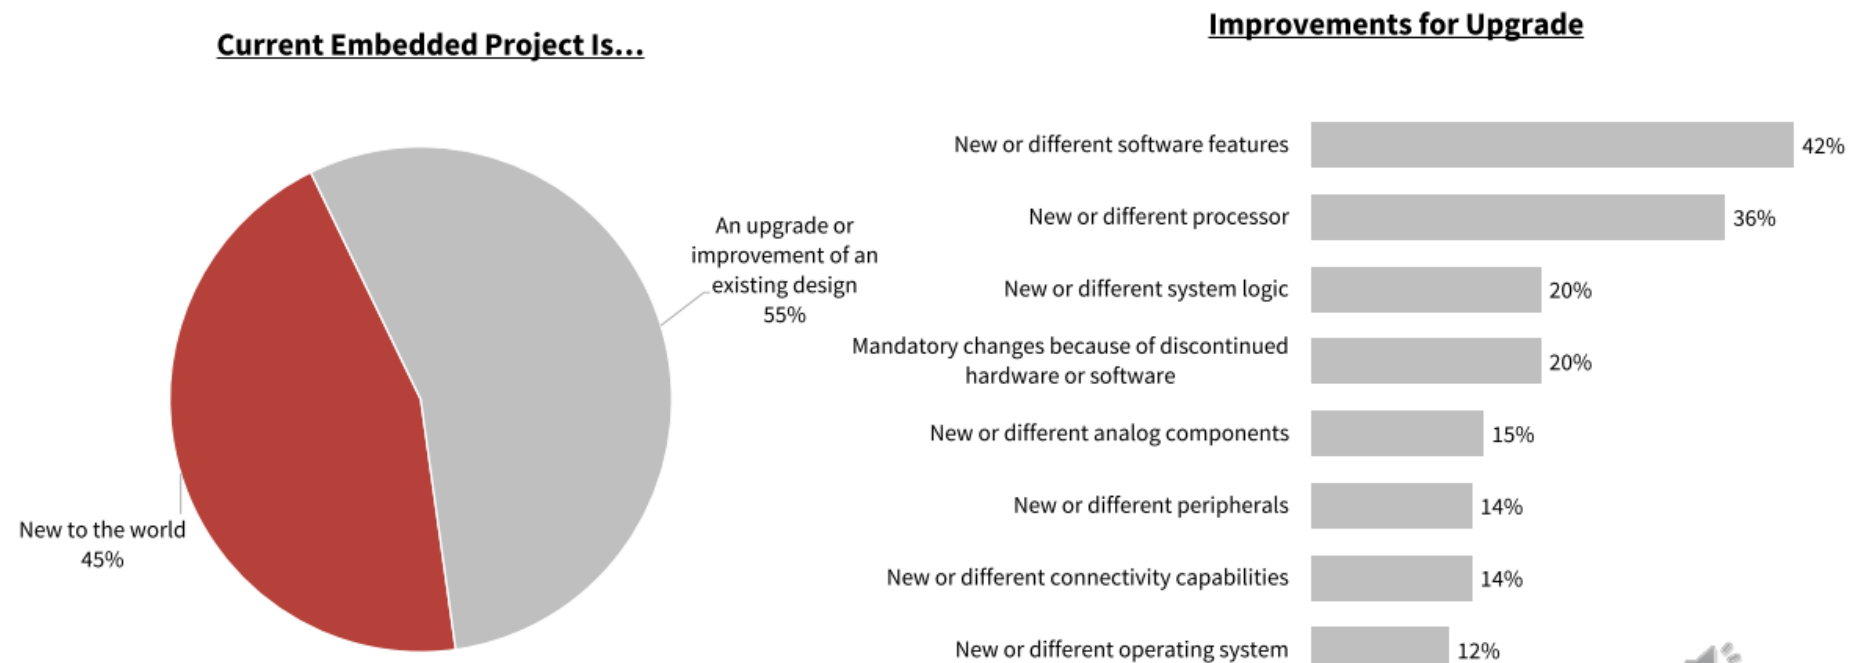 Current Embedded Project Is...
An upgrade or
improvement of an
existing design
55%
New to the world
45%
Improvements for Upgrade
New or different software features 42%
New or different processor 36%
New or different system logic 20%
Mandatory changes because of discontinued
hardware or software 20%
New or different analog components 15%
New or different peripherals 14%
New or different connectivity capabilities 14%
New or different operating system 12%